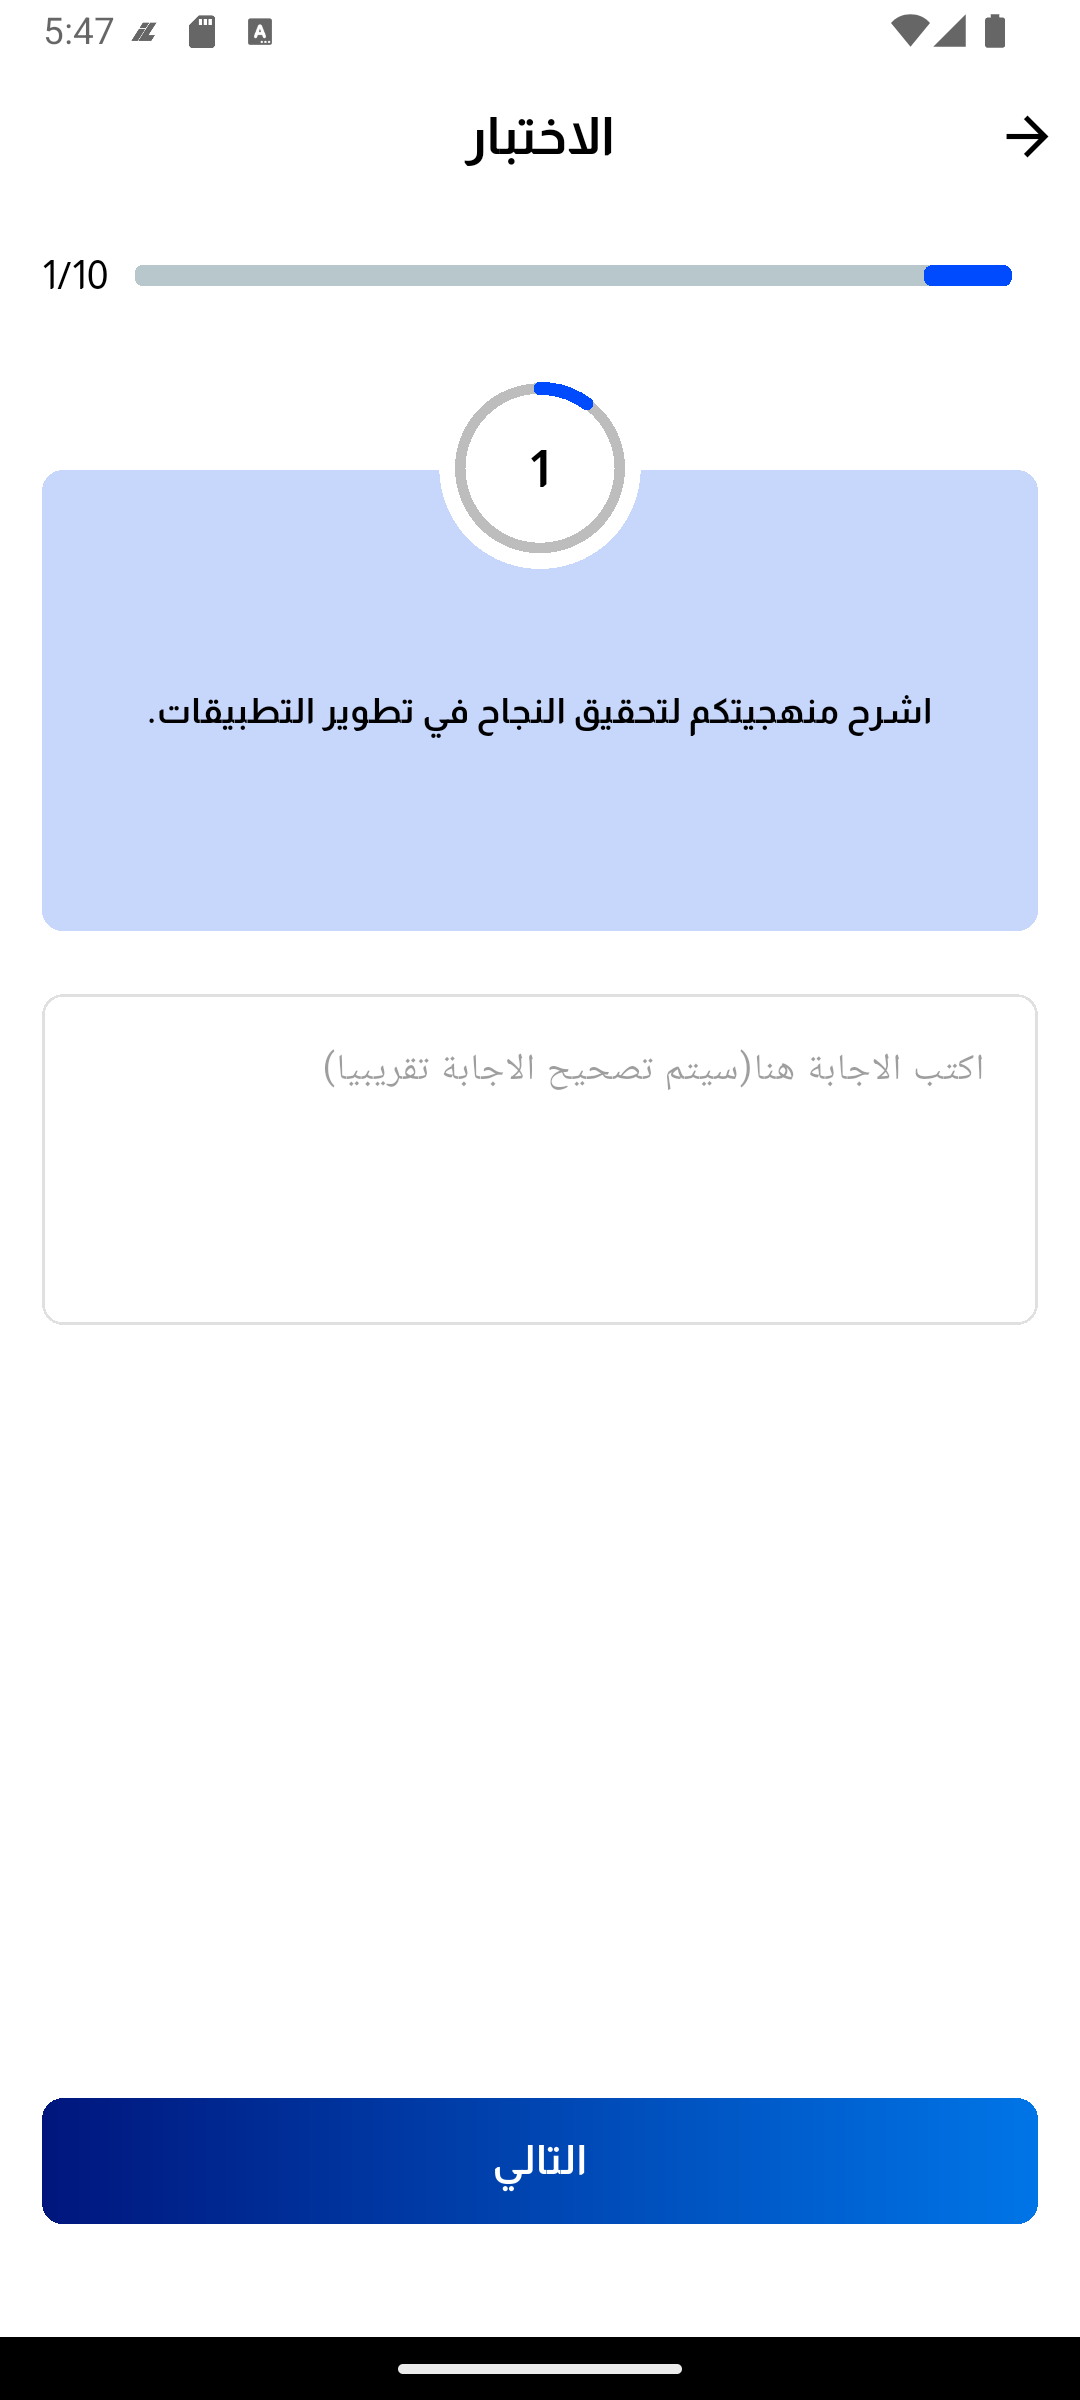 5:47
الاختبار
1/10
1
اشرح منهجيتكم لتحقيق النجاح في تطوير التطبيقات.
اكتب الاجابة هنا(سيتم تصحيح الاجابة تقريبيا)
التالي